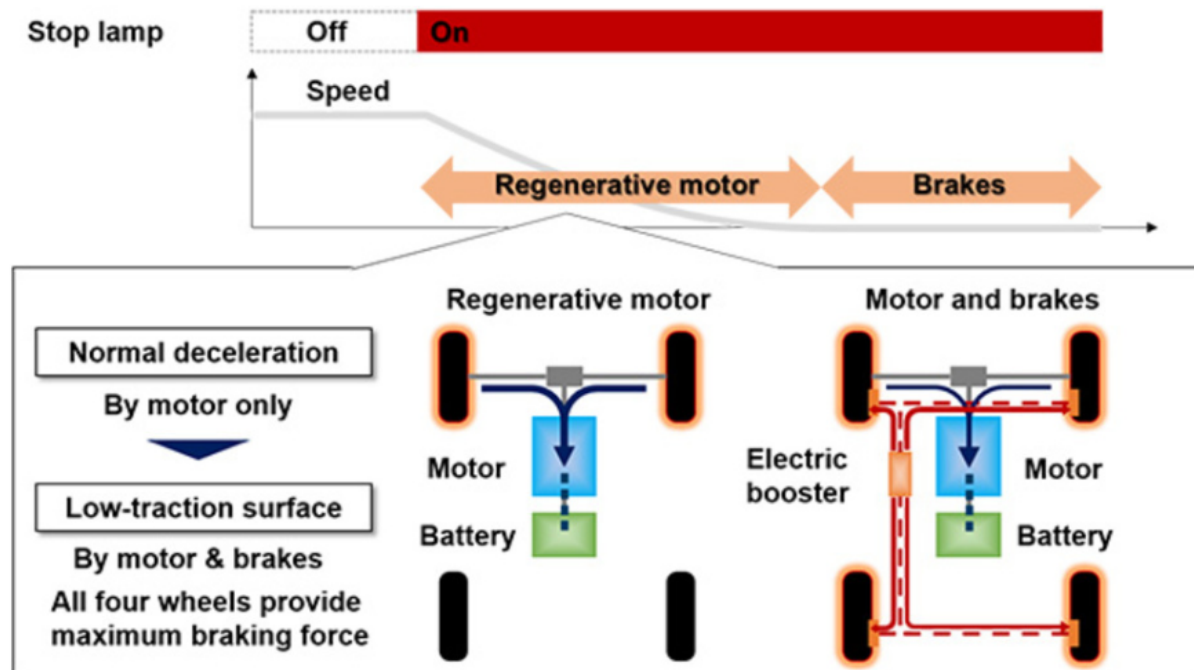 Stop lamp
Off
On
Speed
Regenerative motor
Brakes
Normal deceleration
By motor only
Low-traction surface
By motor & brakes
All four wheels provide
maximum braking force
Regenerative motor
Motor
Battery
Motor and brakes
Electric
booster
Motor
Battery